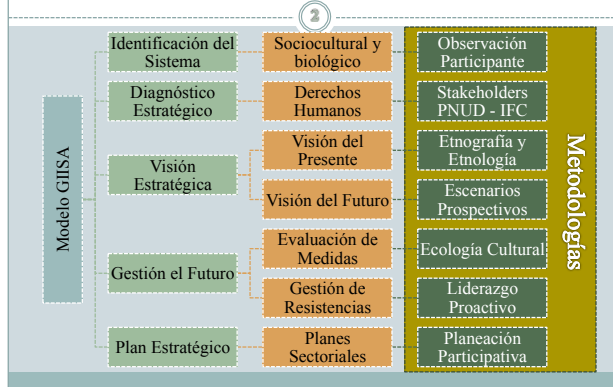 2
Modelo GIISA
Identificación del
Sistema
Sociocultural y
biológico
Observación
Participante
Diagnóstico
Estratégico
Derechos
Humanos
Stakeholders
PNUD - IFC
Visión
Estratégica
Visión del
Presente
Etnografía y
Etnología
Visión del Futuro
Escenarios
Prospectivos
Gestión el Futuro
Evaluación de
Medidas
Ecología Cultural
Gestión de
Resistencias
Liderazgo
Proactivo
Plan Estratégico
Planes
Sectoriales
Planeación
Participativa
Metodologías